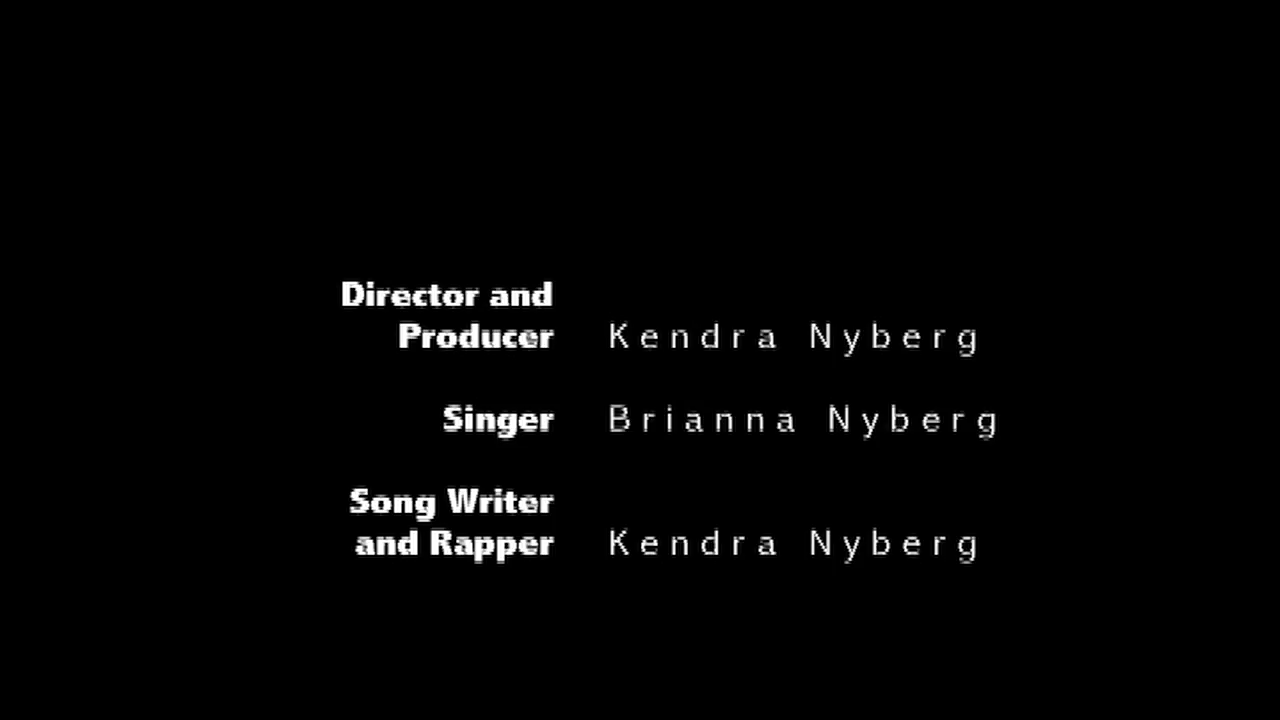 Director and
Producer Kendra Nyberg
Singer Brianna Nyberg
Song Writer
and Rapper Kendra Nyberg